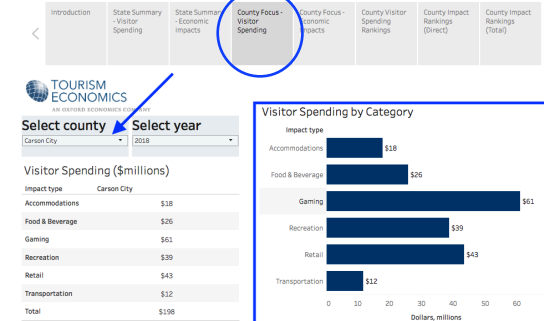 Introduction
State Summary - Visitor Spending
State Summary - Economic Impacts
County Focus - Visitor Spending
County Focus - Economic Impacts
County Visitor Spending Rankings
County Impact Rankings (Direct)
County Impact Rankings (Total)
TOURISM
ECONOMICS
AN OXFORD ECONOMICS COMPANY
Select county Select year
Carson City 2018
Visitor Spending ($millions)
Impact type Carson City
Accommodations $18
Food & Beverage $26
Gaming $61
Recreation $39
Retail $43
Transportation $12
Total $198
Visitor Spending by Category
Impact type
Accommodations $18
Food & Beverage $26
Gaming $61
Recreation $39
Retail $43
Transportation $12
0 10 20 30 40 50 60
Dollars, millions